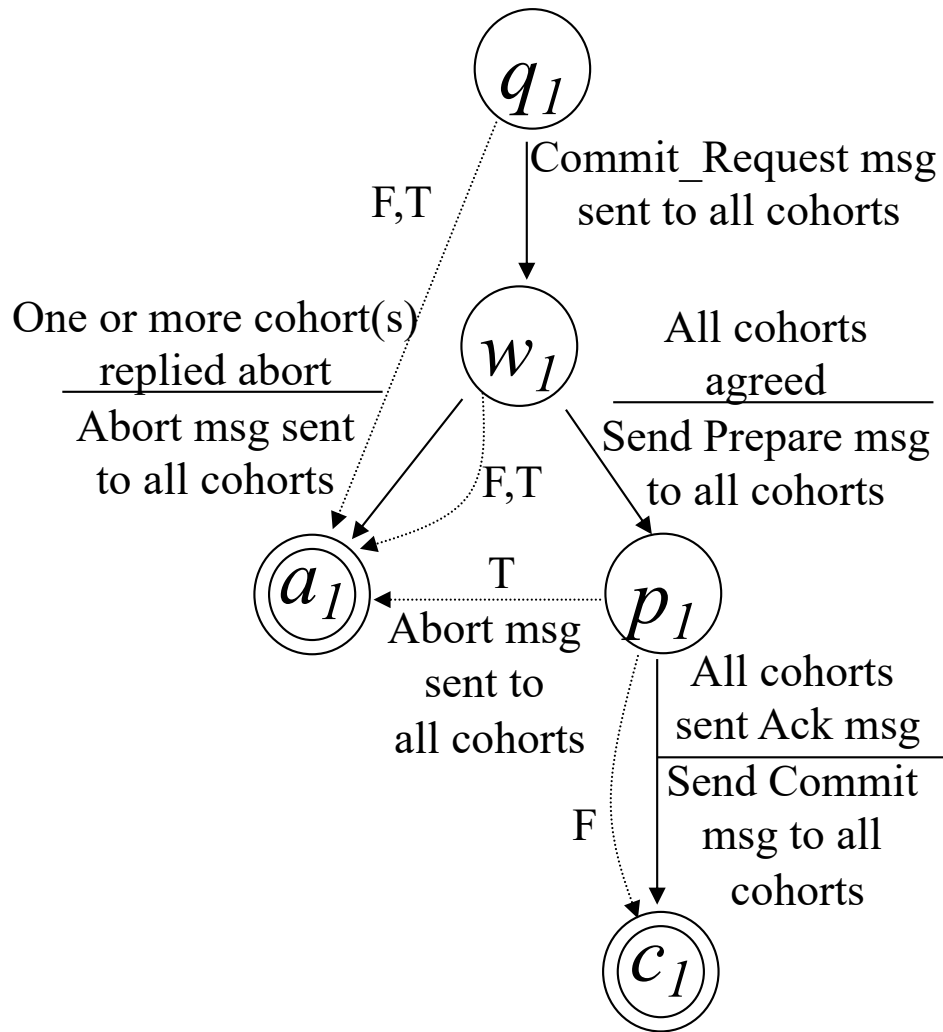 q1
Commit_Request msg
sent to all cohorts
F,T
One or more cohort(s)
replied abort
Abort msg sent
to all cohorts
w1
All cohorts
agreed
Send Prepare msg
to all cohorts
F,T
a1
T
Abort msg
sent to
all cohorts
p1
All cohorts
sent Ack msg
Send Commit
msg to all
cohorts
F
c1